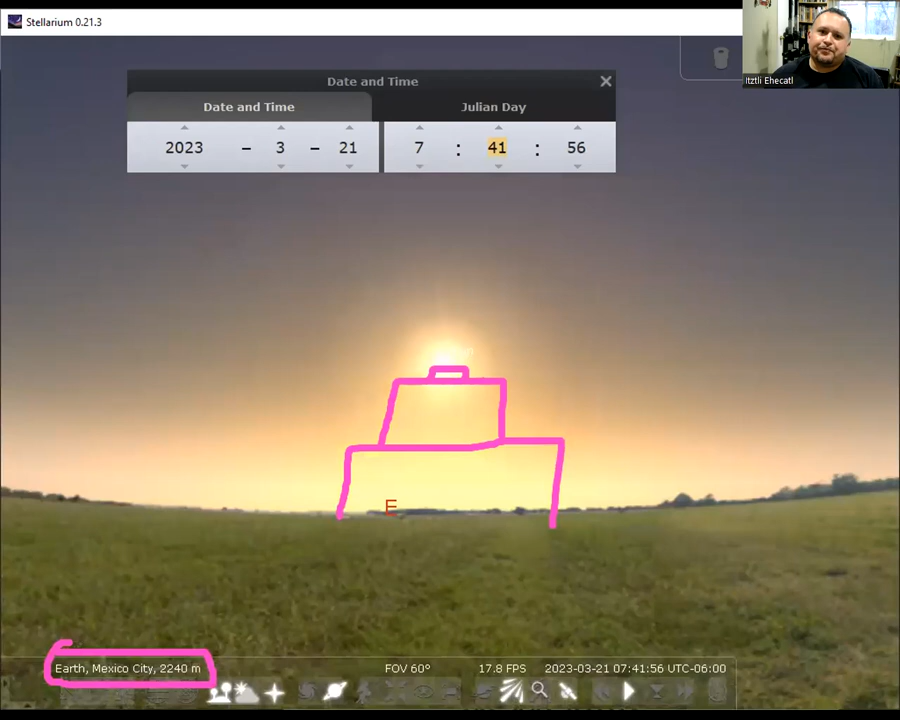 Stellarium 0.21.3
Itztli Ehecatl
Date and Time
Date and Time
Julian Day
2023 - 3 - 21
7 : 41 : 56
E
Earth, Mexico City, 2240 m
FOV 60°
17.8 FPS
2023-03-21 07:41:56 UTC-06:00